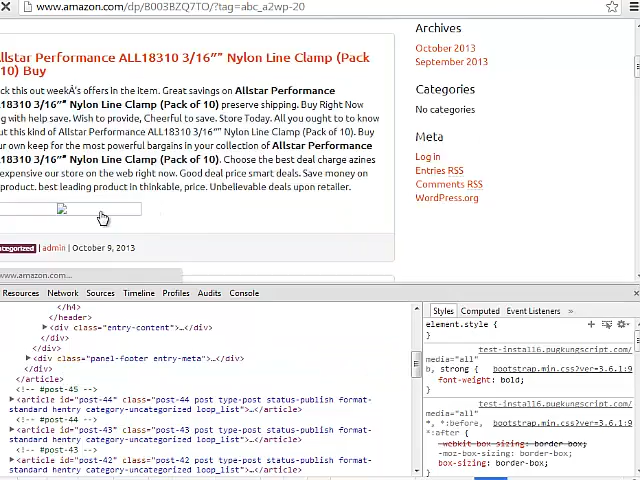 www.amazon.com/dp/B003BZQ7TO/?tag=abc_a2wp-20
Allstar Performance ALL18310 3/16"" Nylon Line Clamp (Pack
10) Buy
ck this out weekÂ's offers in the item. Great savings on Allstar Performance
18310 3/16"" Nylon Line Clamp (Pack of 10) preserve shipping. Buy Right Now
g with help save. Wish to provide, Cheerful to save. Store Today. All you ought to to know
ut this kind of Allstar Performance ALL18310 3/16"" Nylon Line Clamp (Pack of 10). Buy
ur own keep for the most powerful bargains in your collection of Allstar Performance
18310 3/16"" Nylon Line Clamp (Pack of 10). Choose the best deal charge azines
expensive our store on the web right now. Good deal price smart deals. Save money on
product. best leading product in thinkable, price. Unbelievable deals upon retailer.
ategorized | admin | October 9, 2013
www.amazon.com...
Archives
October 2013
September 2013
Categories
No categories
Meta
Log in
Entries RSS
Comments RSS
WordPress.org
Resources Network Sources Timeline Profiles Audits Console
</h4>
</header>
▶<div class="entry-content">…</div>
</div>
</div>
▶<div class="panel-footer entry-meta">…</div>
</div>
</article>
<!-- #post-45 -->
▶<article id="post-44" class="post-44 post type-post status-publish format-
standard hentry category-uncategorized loop_list">…</article>
<!-- #post-44 -->
▶<article id="post-43" class="post-43 post type-post status-publish format-
standard hentry category-uncategorized loop_list">…</article>
<!-- #post-43 -->
▶<article id="post-42" class="post-42 post type-post status-publish format-
standard hentry category-uncategorized loop_list">…</article>
Styles Computed Event Listeners »
element.style {
}
test-install6.pugkungscript.com/
media="all"
b, strong { bootstrap.min.css?ver=3.6.1:9
font-weight: bold;
}
test-install6.pugkungscript.com/
media="all"
*, *:before, bootstrap.min.css?ver=3.6.1:9
*:after {
-webkit-box-sizing: border-box;
-moz-box-sizing: border-box;
box-sizing: border-box;